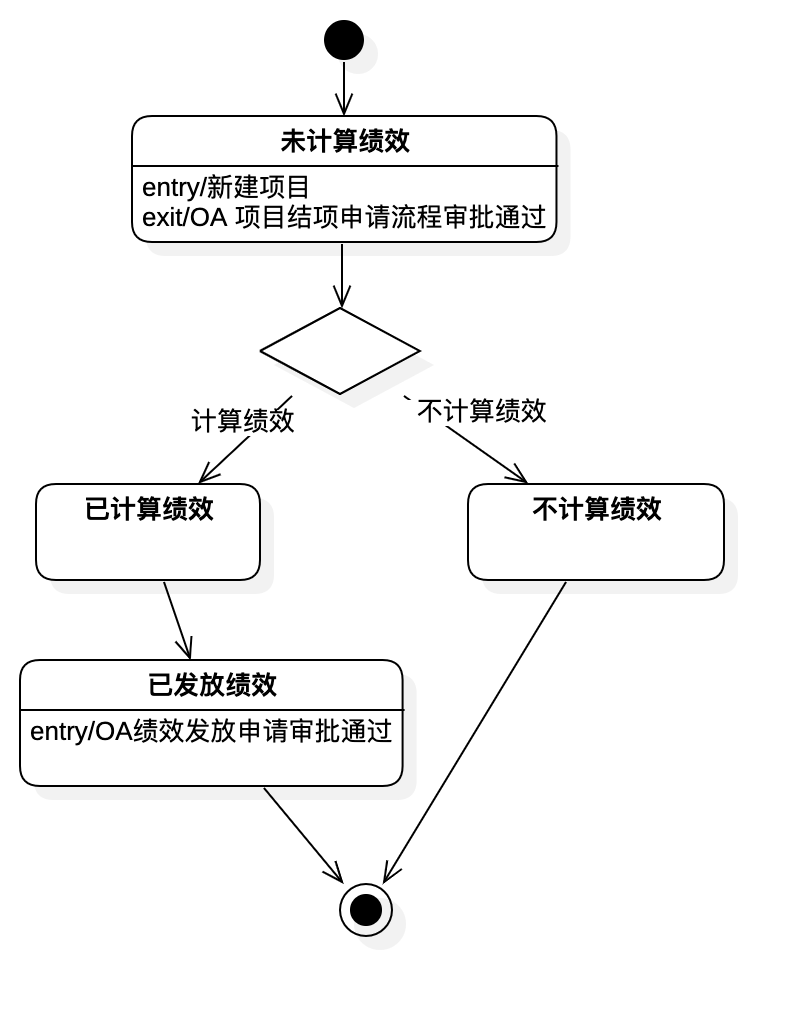 未计算绩效
entry/新建项目
exit/OA 项目结项申请流程审批通过
计算绩效
不计算绩效
已计算绩效
不计算绩效
已发放绩效
entry/OA绩效发放申请审批通过